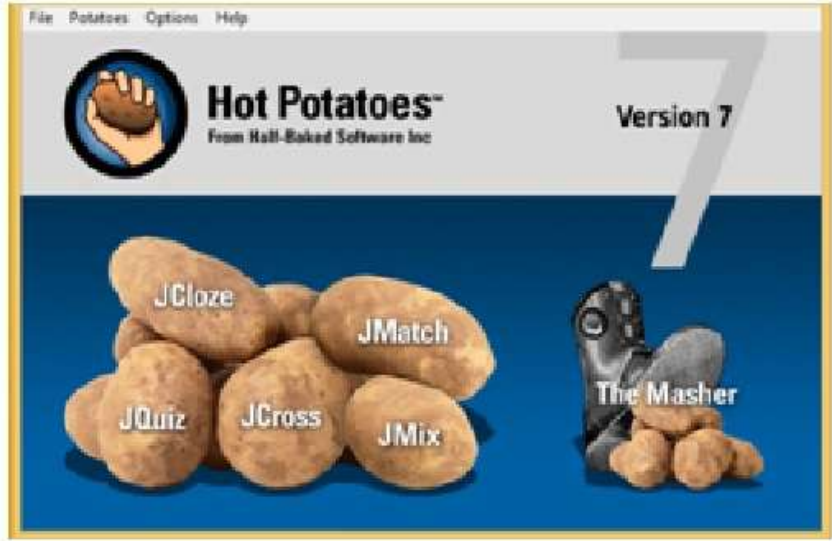 File Potatoes Options Help
Hot Potatoes™
From Half-Baked Software Inc
Version 7
7
JCloze
JMatch
JQuiz
JCross
JMix
The Masher